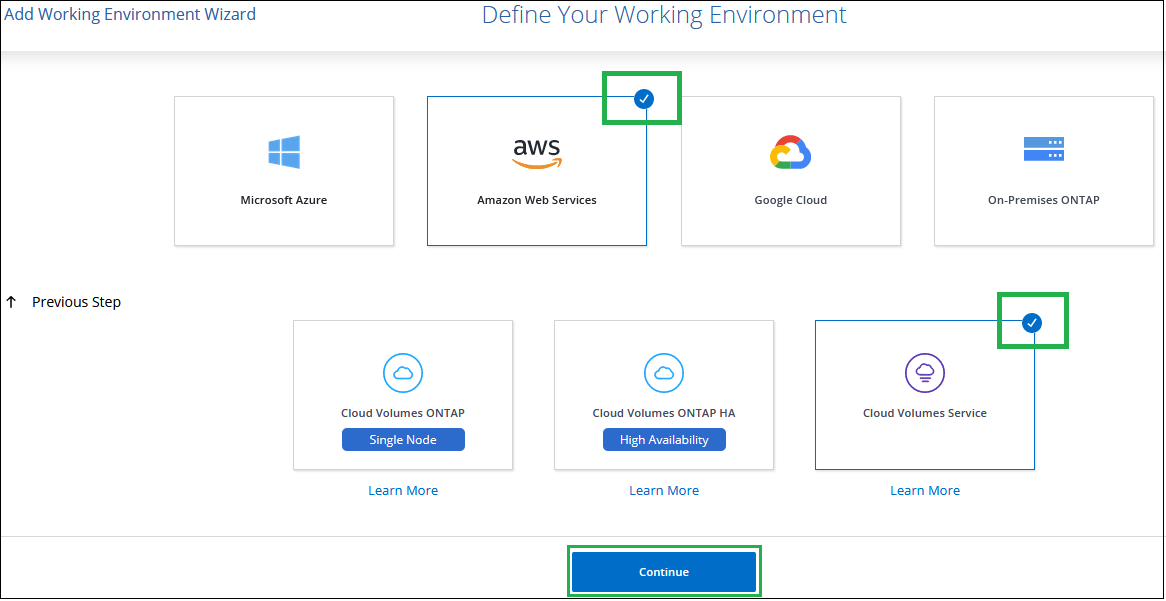 Add Working Environment Wizard
Define Your Working Environment
aws
Microsoft Azure
Amazon Web Services
Google Cloud
On-Premises ONTAP
Previous Step
Cloud Volumes ONTAP
Single Node
Cloud Volumes ONTAP HA
High Availability
Cloud Volumes Service
Learn More
Learn More
Learn More
Continue